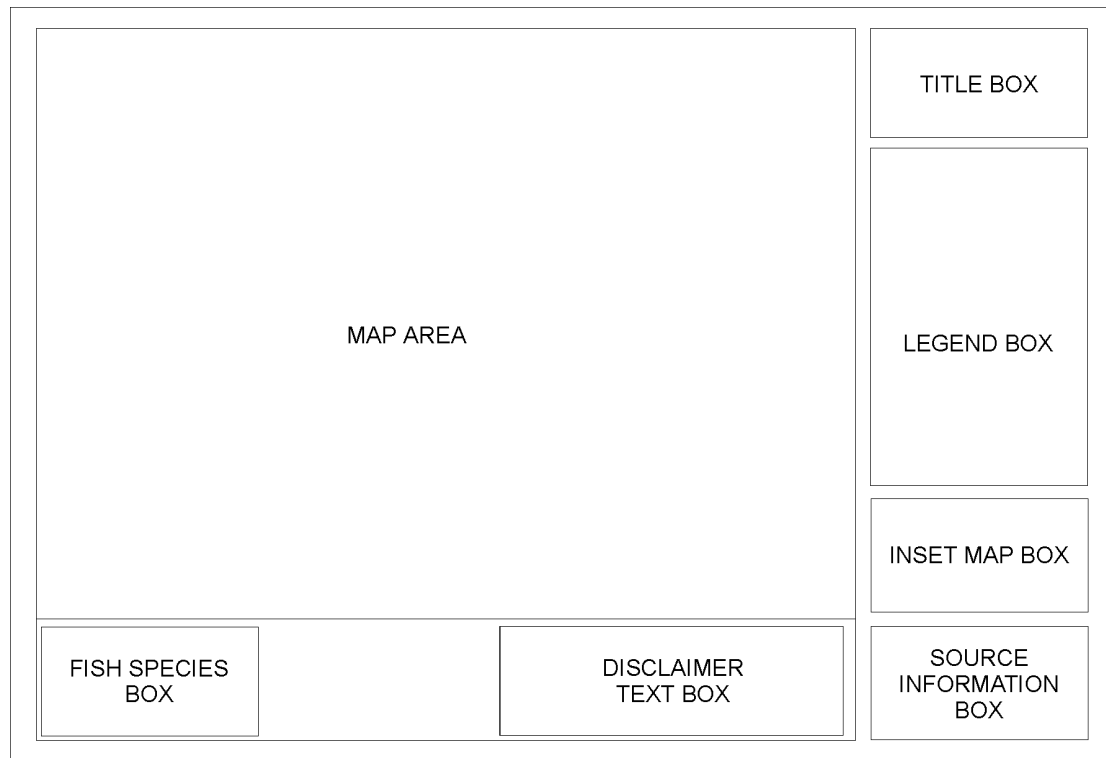 TITLE BOX
MAP AREA
LEGEND BOX
INSET MAP BOX
FISH SPECIES
BOX
DISCLAIMER
TEXT BOX
SOURCE
INFORMATION
BOX